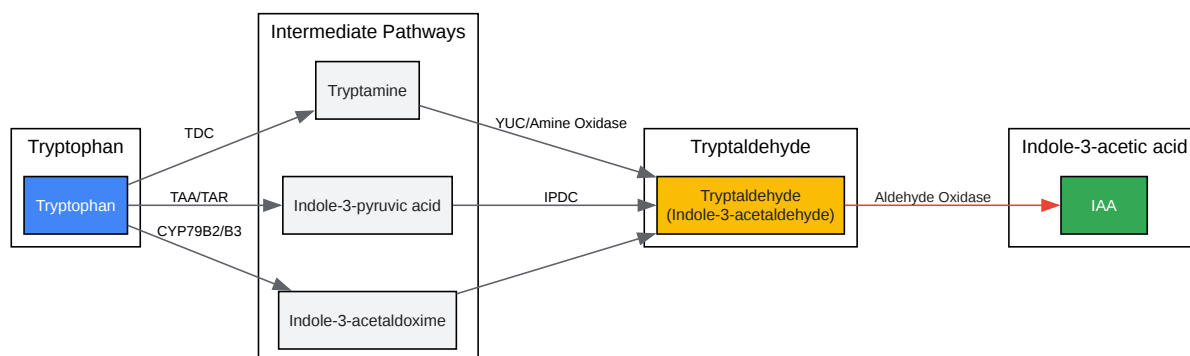 Intermediate Pathways
Tryptamine
TDC
YUC/Amine Oxidase
Tryptophan
Tryptaldehyde
Indole-3-acetic acid
Tryptophan
TAA/TAR
Indole-3-pyruvic acid
IPDC
Tryptaldehyde
(Indole-3-acetaldehyde)
Aldehyde Oxidase
IAA
CYP79B2/B3
Indole-3-acetaldoxime